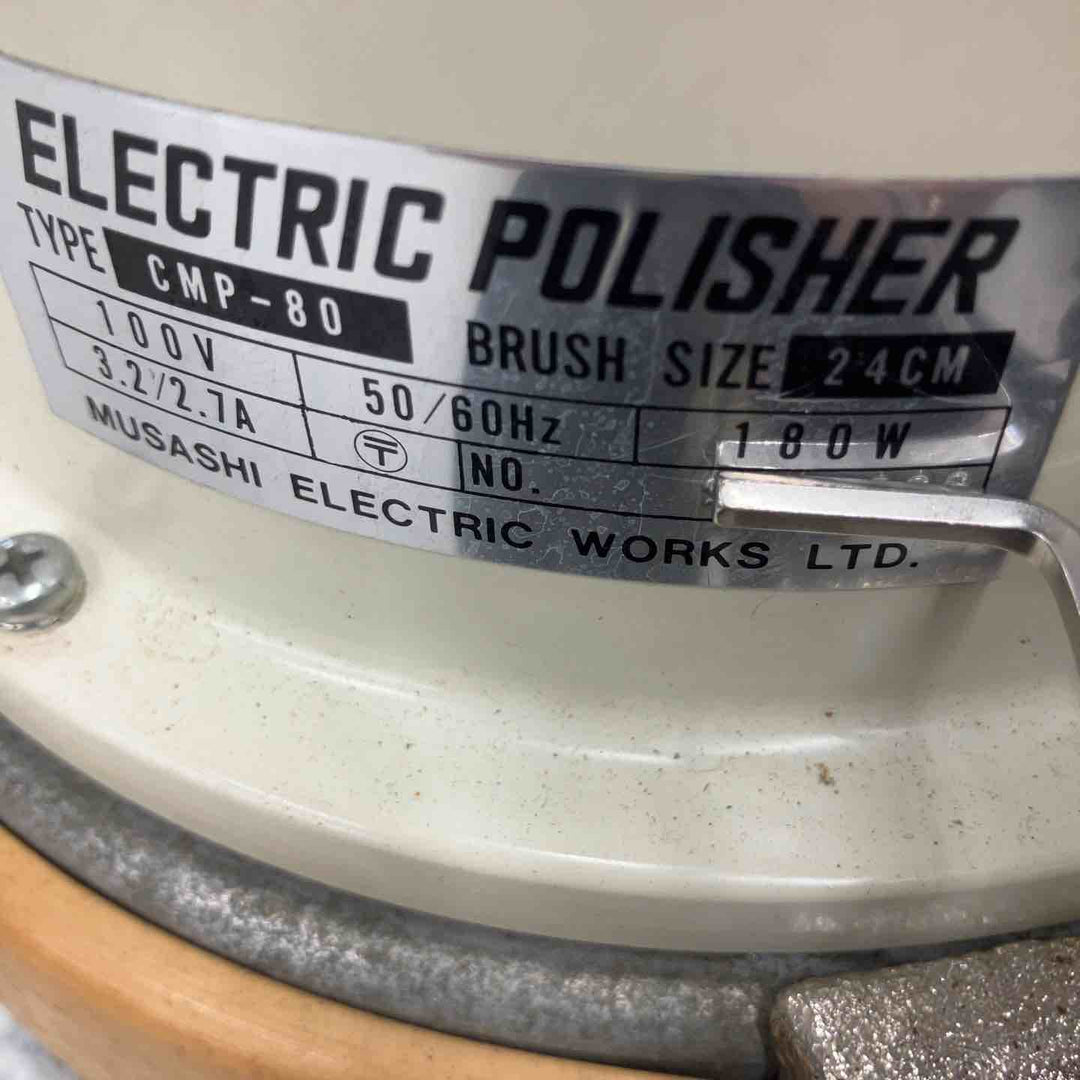 ELECTRIC POLISHER
TYPE CMP-80 BRUSH SIZE 24CM
100V 50/60Hz 180W
3.2/2.7A 〒 NO.
MUSASHI ELECTRIC WORKS LTD.